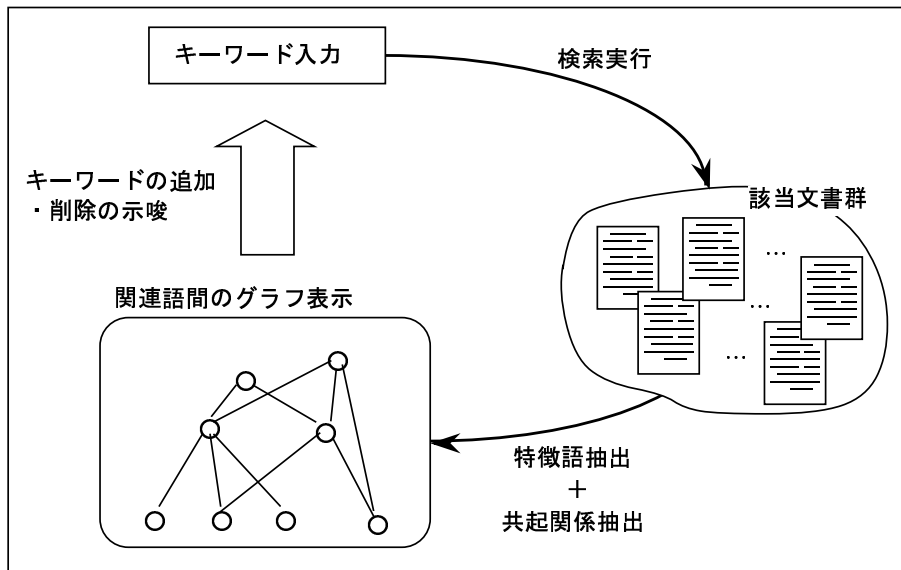 キーワード入力
検索実行
キーワードの追加
・削除の示唆
該当文書群
…
…
…
関連語間のグラフ表示
特徴語抽出
＋
共起関係抽出